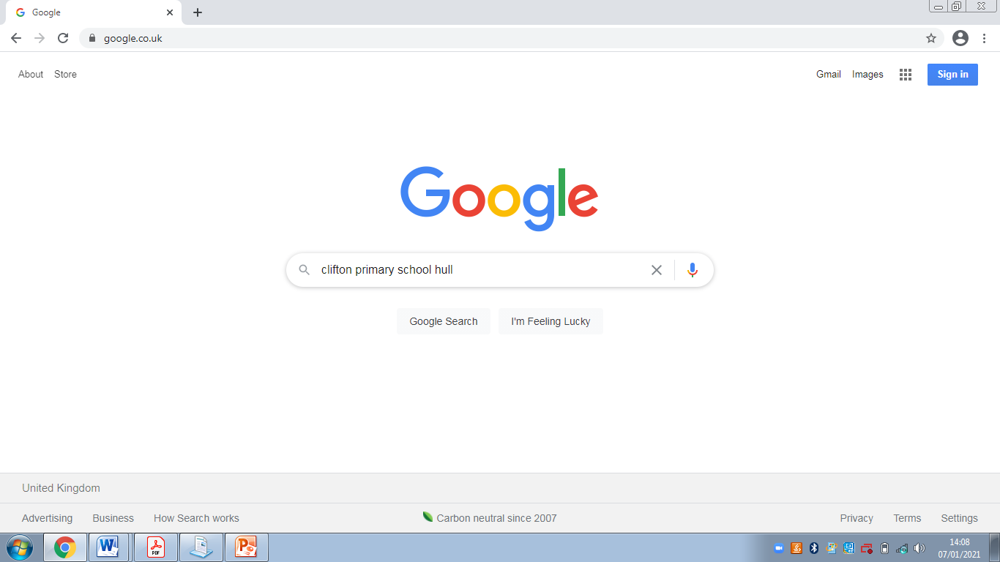 Google
google.co.uk
About Store
Gmail Images Sign in
Google
clifton primary school hull
Google Search I'm Feeling Lucky
United Kingdom
Advertising Business How Search works Carbon neutral since 2007 Privacy Terms Settings
W PDF P
14:08
07/01/2021